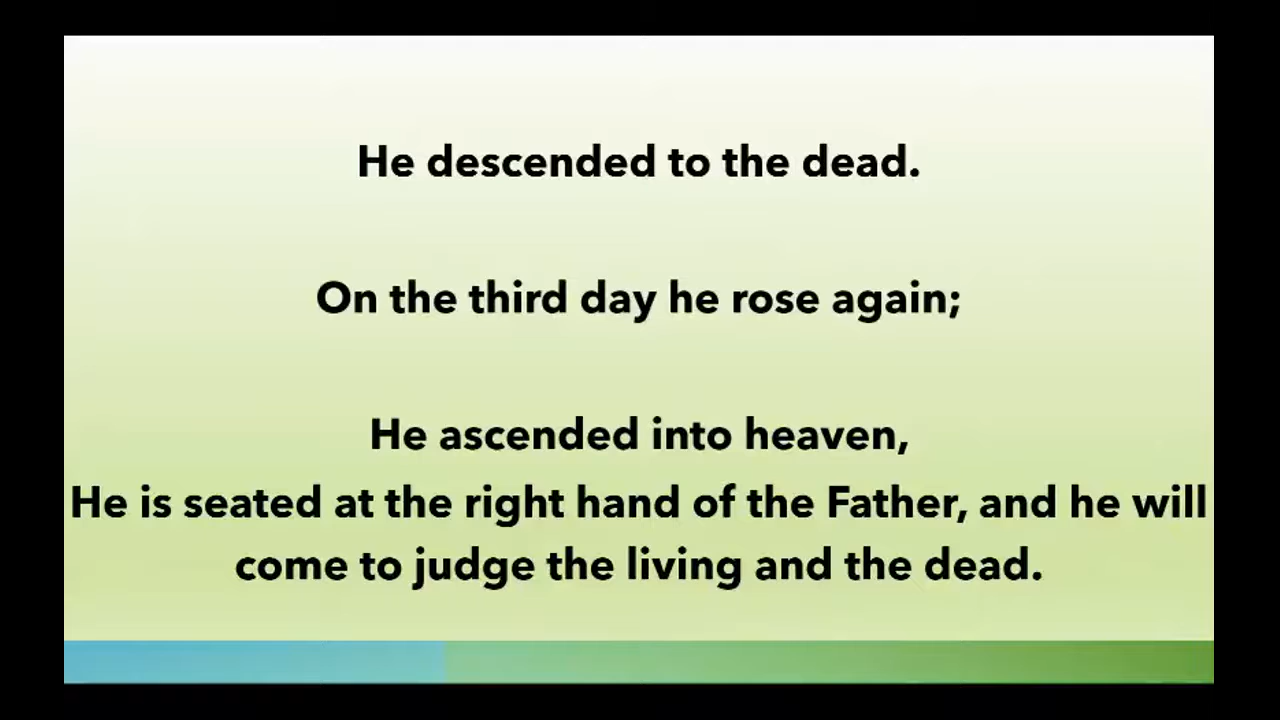 He descended to the dead.
On the third day he rose again;
He ascended into heaven,
He is seated at the right hand of the Father, and he will
come to judge the living and the dead.